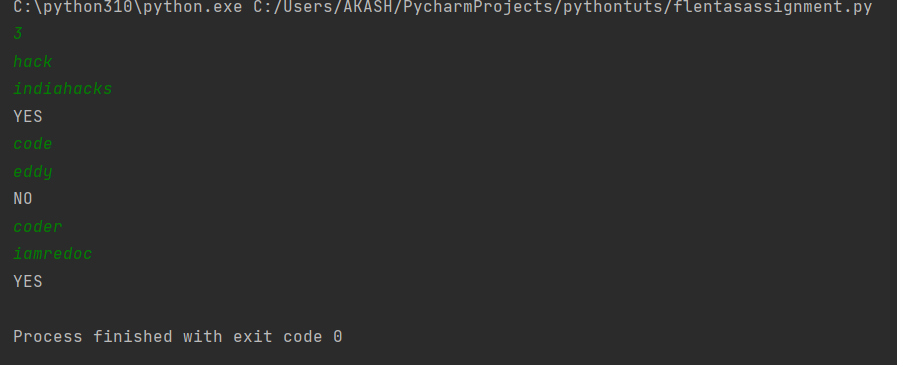 C:\python310\python.exe C:/Users/AKASH/PycharmProjects/pythontuts/flentasassignment.py
3
hack
indiahacks
YES
code
eddy
NO
coder
iamredoc
YES
Process finished with exit code 0